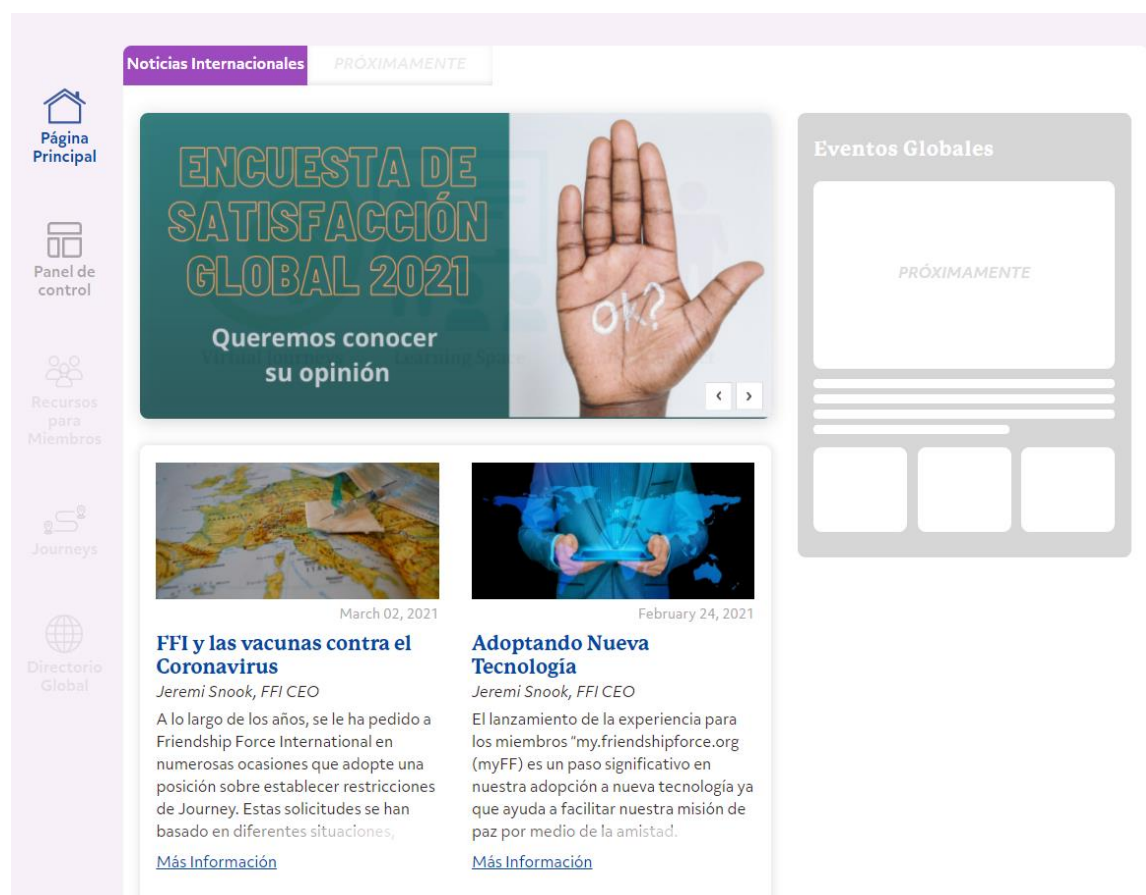 Noticias Internacionales
PRÓXIMAMENTE
Página
Principal
Panel de
control
Recursos
para
Miembros
Journeys
Directorio
Global
ENCUESTA DE
SATISFACCIÓN
GLOBAL 2021
Queremos conocer
su opinión
Virtual Journeys
Learning Space
ok?
Eventos Globales
PRÓXIMAMENTE
March 02, 2021
FFI y las vacunas contra el
Coronavirus
Jeremi Snook, FFI CEO
A lo largo de los años, se le ha pedido a
Friendship Force International en
numerosas ocasiones que adopte una
posición sobre establecer restricciones
de Journey. Estas solicitudes se han
basado en diferentes situaciones,
Más Información
February 24, 2021
Adoptando Nueva
Tecnología
Jeremi Snook, FFI CEO
El lanzamiento de la experiencia para
los miembros "my.friendshipforce.org
(myFF) es un paso significativo en
nuestra adopción a nueva tecnología ya
que ayuda a facilitar nuestra misión de
paz por medio de la amistad.
Más Información